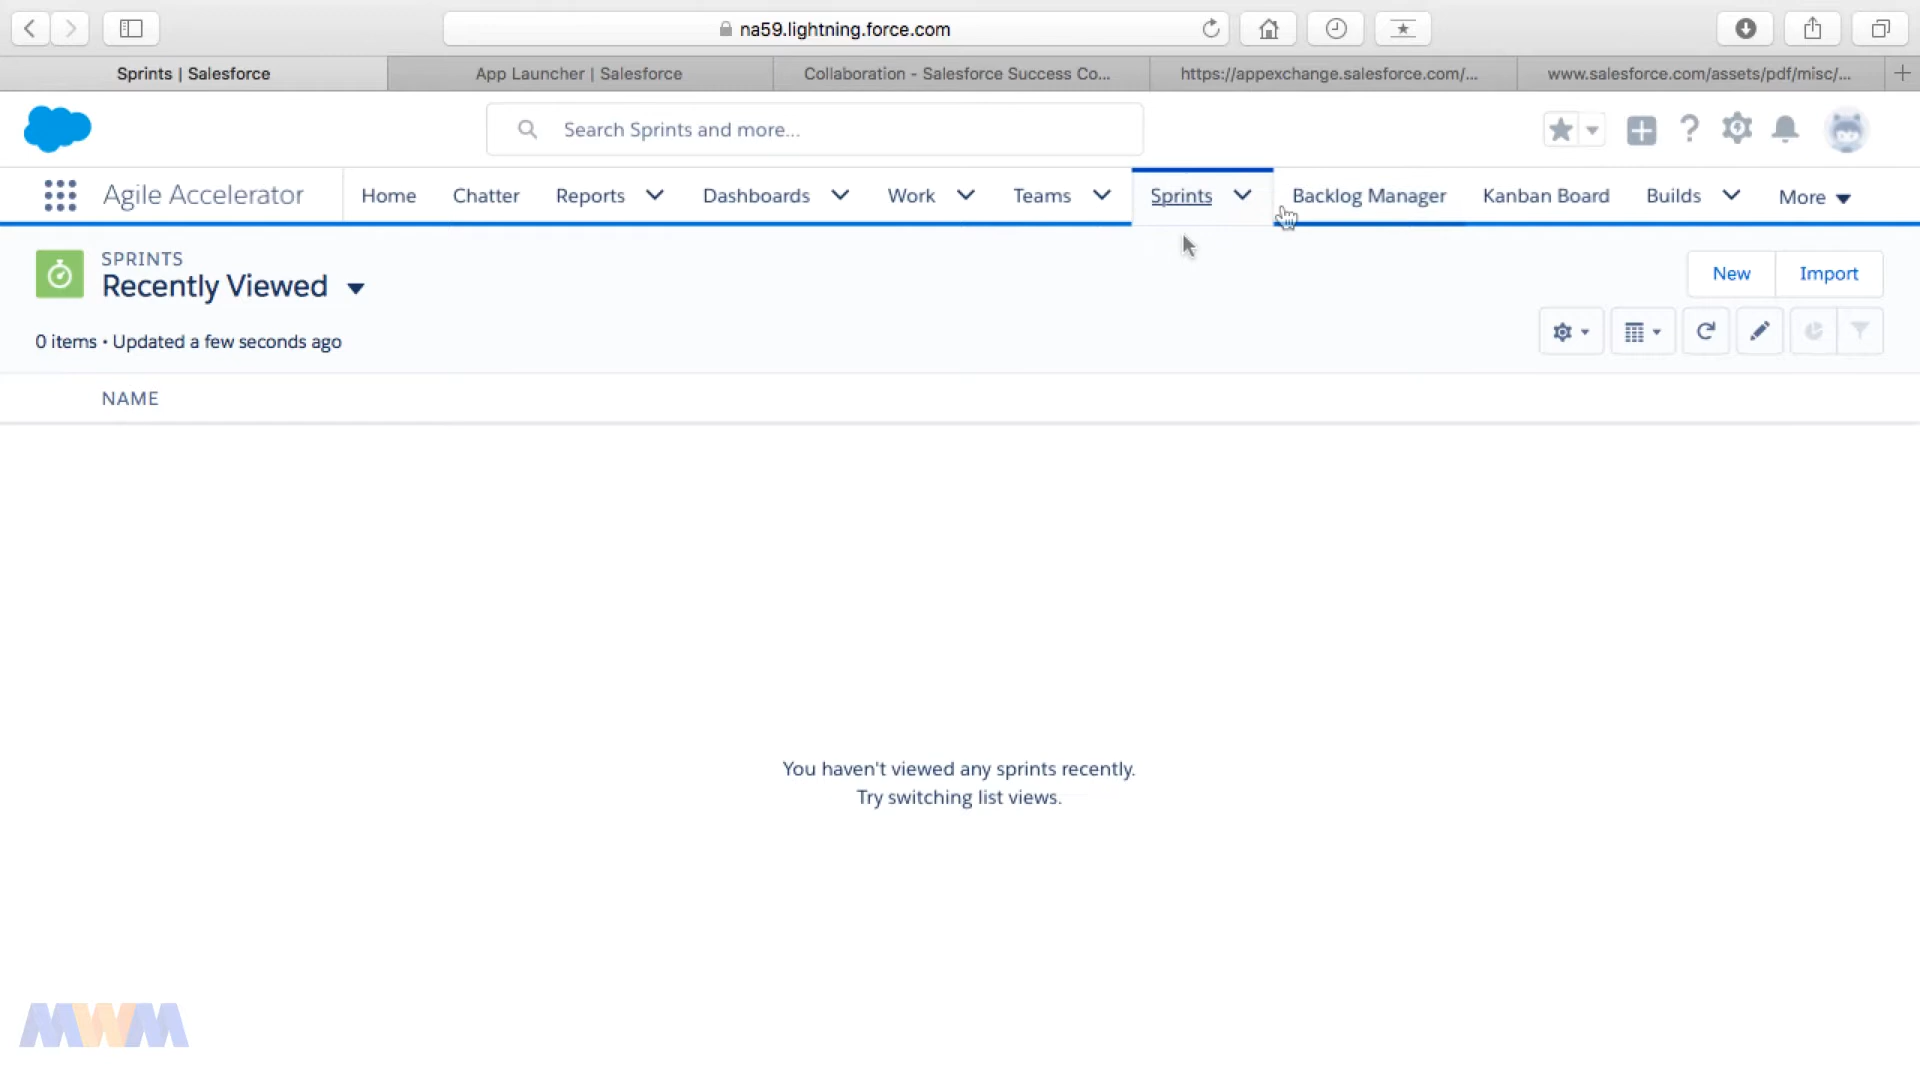 na59.lightning.force.com
Sprints | Salesforce
App Launcher | Salesforce
Collaboration - Salesforce Success Co...
https://appexchange.salesforce.com/...
www.salesforce.com/assets/pdf/misc/...
Search Sprints and more...
Agile Accelerator
Home
Chatter
Reports
Dashboards
Work
Teams
Sprints
Backlog Manager
Kanban Board
Builds
More
SPRINTS
Recently Viewed
New
Import
0 items • Updated a few seconds ago
NAME
You haven't viewed any sprints recently.
Try switching list views.
MWM